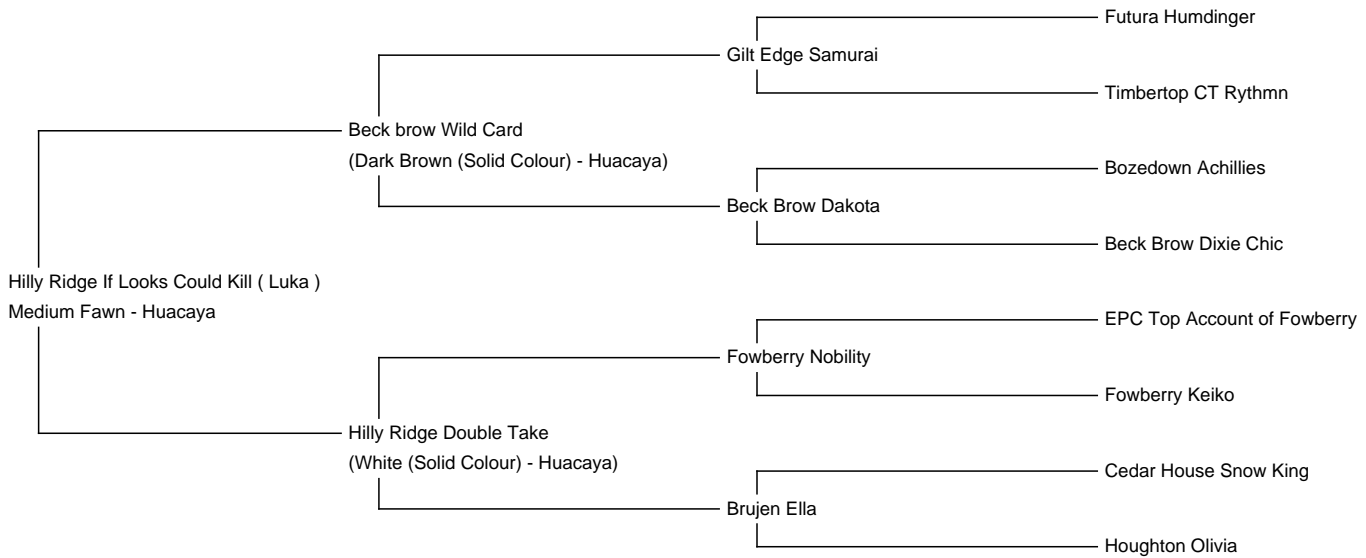 Futura Humdinger
Gilt Edge Samurai
Timbertop CT Rythmn
Beck brow Wild Card
(Dark Brown (Solid Colour) - Huacaya)
Bozedown Achillies
Beck Brow Dakota
Beck Brow Dixie Chic
Hilly Ridge If Looks Could Kill ( Luka )
Medium Fawn - Huacaya
EPC Top Account of Fowberry
Fowberry Nobility
Fowberry Keiko
Hilly Ridge Double Take
(White (Solid Colour) - Huacaya)
Cedar House Snow King
Brujen Ella
Houghton Olivia